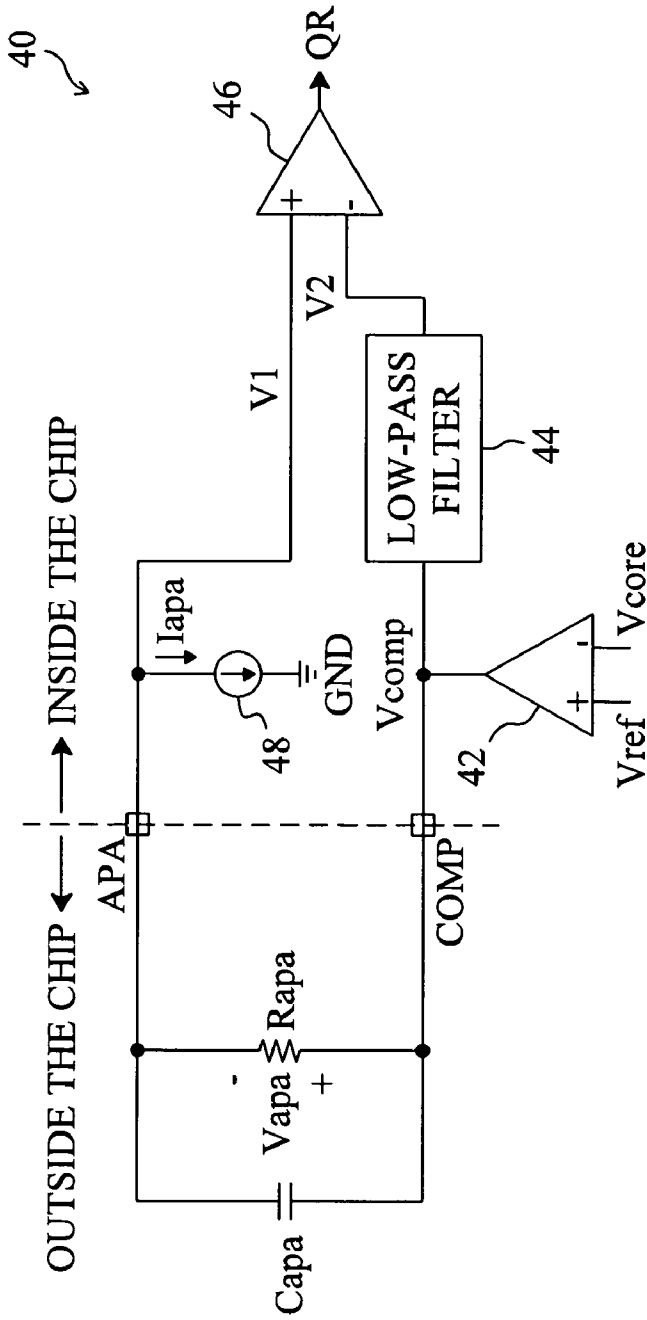 40
OUTSIDE THE CHIP
INSIDE THE CHIP
APA
Capa
-
Vapa
+
Rapa
COMP
Iapa
48
GND
Vcomp
42
+
-
Vref
Vcore
V1
V2
LOW-PASS
FILTER
44
+
-
46
QR